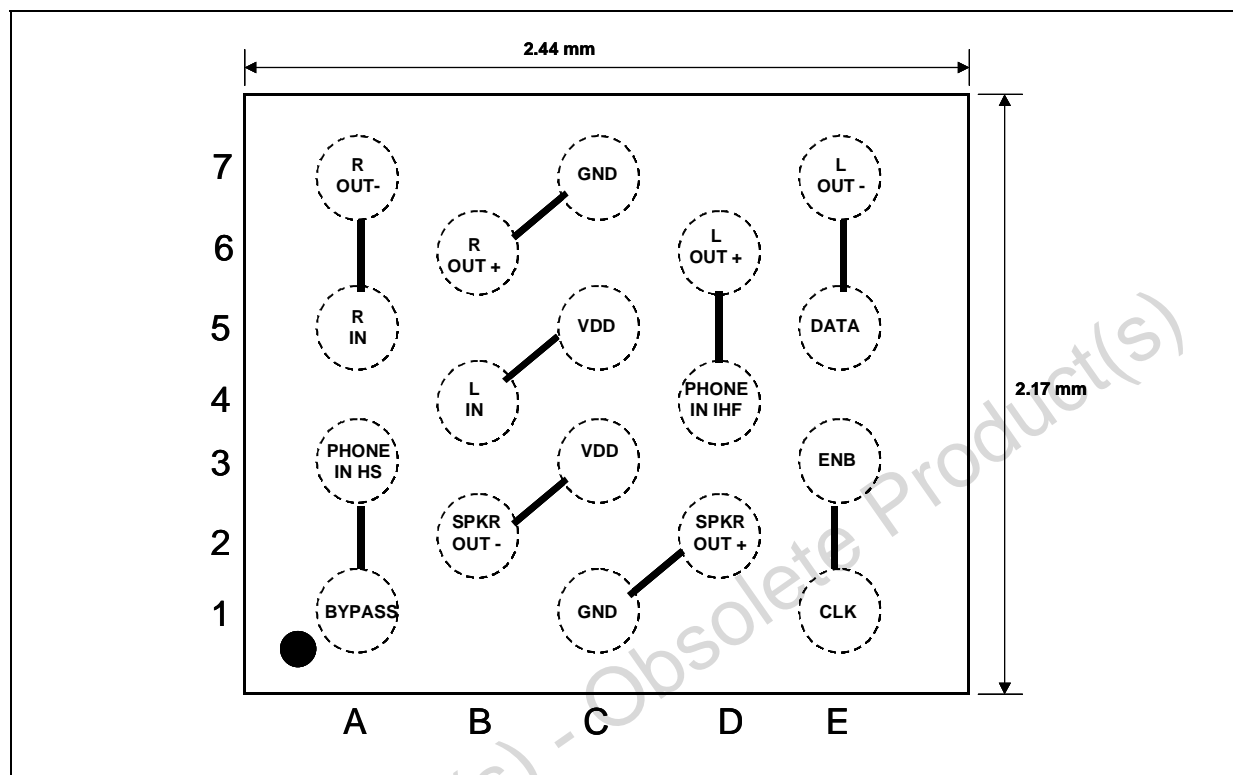 2.44 mm
7
R
OUT-
GND
L
OUT -
6
R
OUT +
L
OUT +
5
R
IN
VDD
DATA
4
L
IN
PHONE
IN IHF
2.17 mm
3
PHONE
IN HS
VDD
ENB
2
SPKR
OUT -
SPKR
OUT +
1
BYPASS
GND
CLK
A B C D E
(s) - Obsolete Product(s)